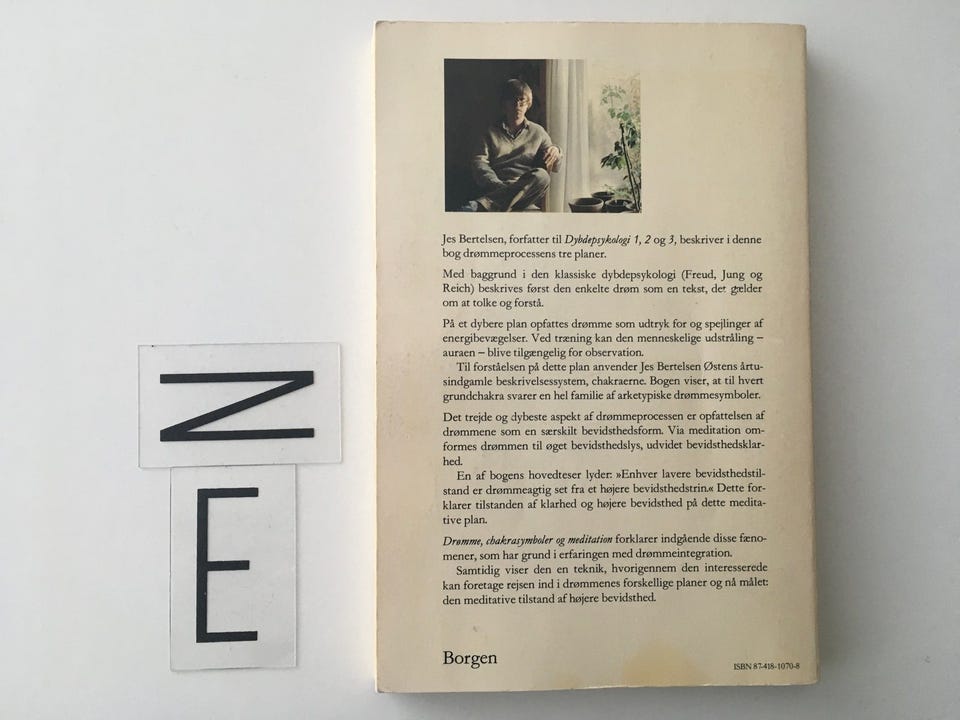 Jes Bertelsen, forfatter til Dybdepsykologi 1, 2 og 3, beskriver i denne
bog drømmeprocessens tre planer.
Med baggrund i den klassiske dybdepsykologi (Freud, Jung og
Reich) beskrives først den enkelte drøm som en tekst, det gælder
om at tolke og forstå.
På et dybere plan opfattes drømme som udtryk for og spejlinger af
energibevægelser. Ved træning kan den menneskelige udstråling –
auraen – blive tilgængelig for observation.
Til forståelsen på dette plan anvender Jes Bertelsen Østens årtu-
sindgamle beskrivelsessystem, chakraerne. Bogen viser, at til hvert
grundchakra svarer en hel familie af arketypiske drømmesymboler.
Det trejde og dybeste aspekt af drømmeprocessen er opfattelsen af
drømmene som en særskilt bevidsthedsform. Via meditation om-
formes drømmen til øget bevidsthedslys, udvidet bevidsthedsklar-
hed.
En af bogens hovedteser lyder: »Enhver lavere bevidsthedstil-
stand er drømmeagtig set fra et højere bevidsthedstrin.« Dette for-
klarer tilstanden af klarhed og højere bevidsthed på dette medita-
tive plan.
Drømme, chakrasymboler og meditation forklarer indgående disse fæno-
mener, som har grund i erfaringen med drømmeintegration.
Samtidig viser den en teknik, hvorigennem den interesserede
kan foretage rejsen ind i drømmenes forskellige planer og nå målet:
den meditative tilstand af højere bevidsthed.
Borgen
ISBN 87-418-1070-8
N
E